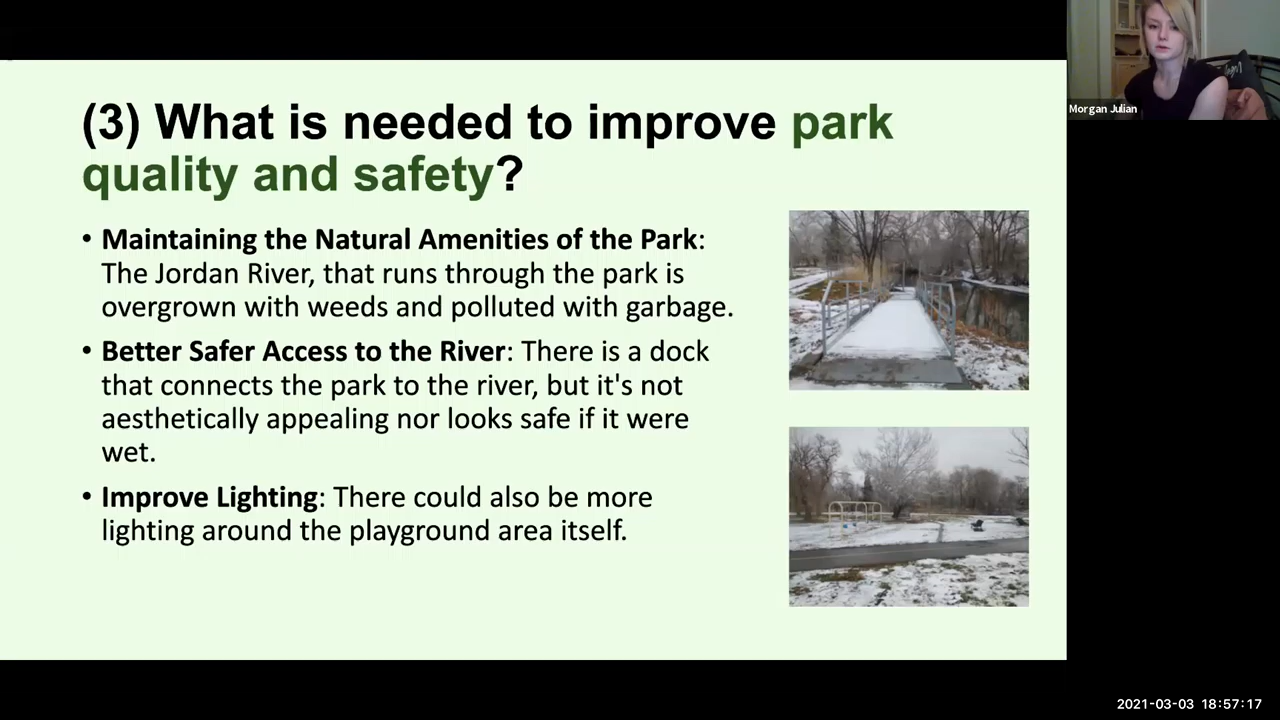 (3) What is needed to improve park
quality and safety?
• Maintaining the Natural Amenities of the Park:
The Jordan River, that runs through the park is
overgrown with weeds and polluted with garbage.
• Better Safer Access to the River: There is a dock
that connects the park to the river, but it's not
aesthetically appealing nor looks safe if it were
wet.
• Improve Lighting: There could also be more
lighting around the playground area itself.
Morgan Julian
2021-03-03 18:57:17